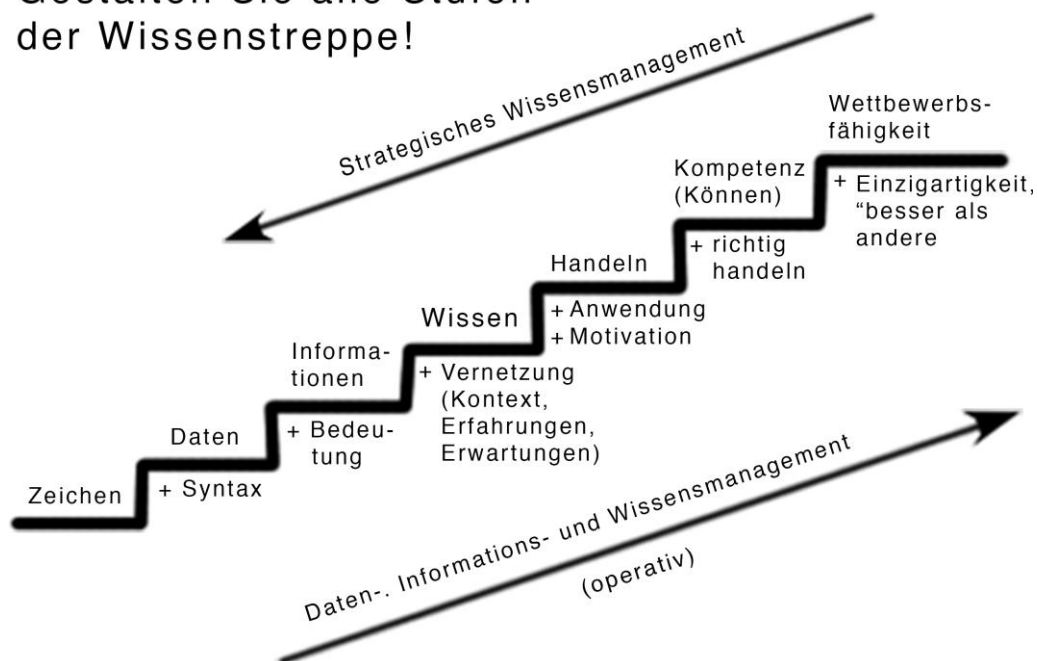 der Wissenstreppe!
Strategisches Wissensmanagement
Wettbewerbs-
fähigkeit
+ Einzigartigkeit,
“besser als
andere
Kompetenz
(Können)
+ richtig
handeln
Handeln
+ Anwendung
+ Motivation
Wissen
+ Vernetzung
(Kontext,
Erfahrungen,
Erwartungen)
Informa-
tionen
+ Bedeu-
tung
Daten
+ Syntax
Zeichen
Daten-. Informations- und Wissensmanagement
(operativ)